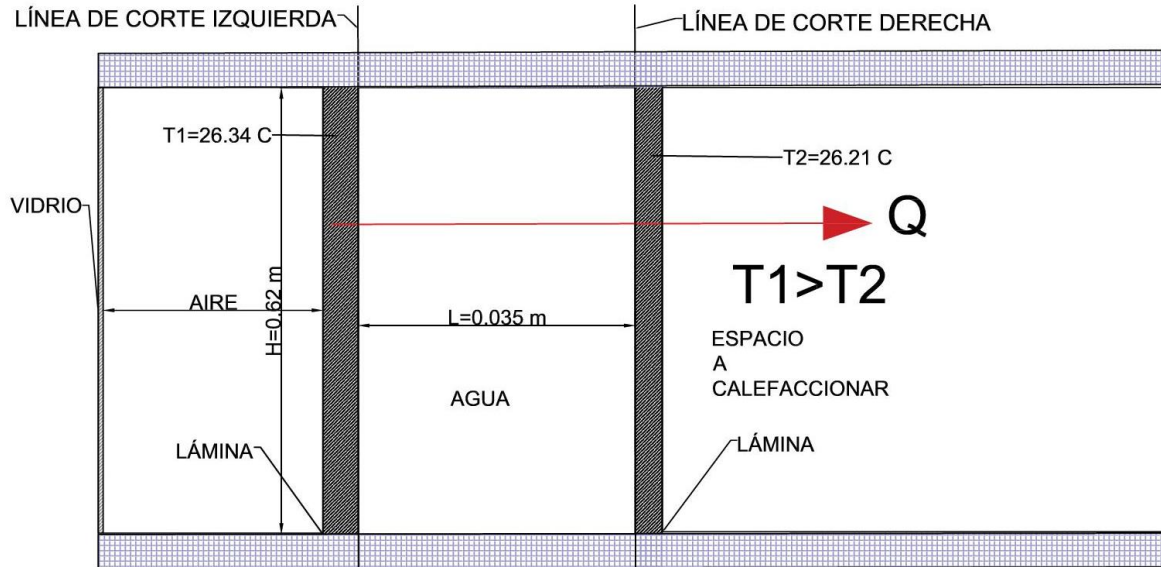 LÍNEA DE CORTE IZQUIERDA
LÍNEA DE CORTE DERECHA
T1=26.34 C
T2=26.21 C
VIDRIO
Q
T1>T2
AIRE
H=0.62 m
L=0.035 m
ESPACIO
A
CALEFACCIONAR
AGUA
LÁMINA
LÁMINA